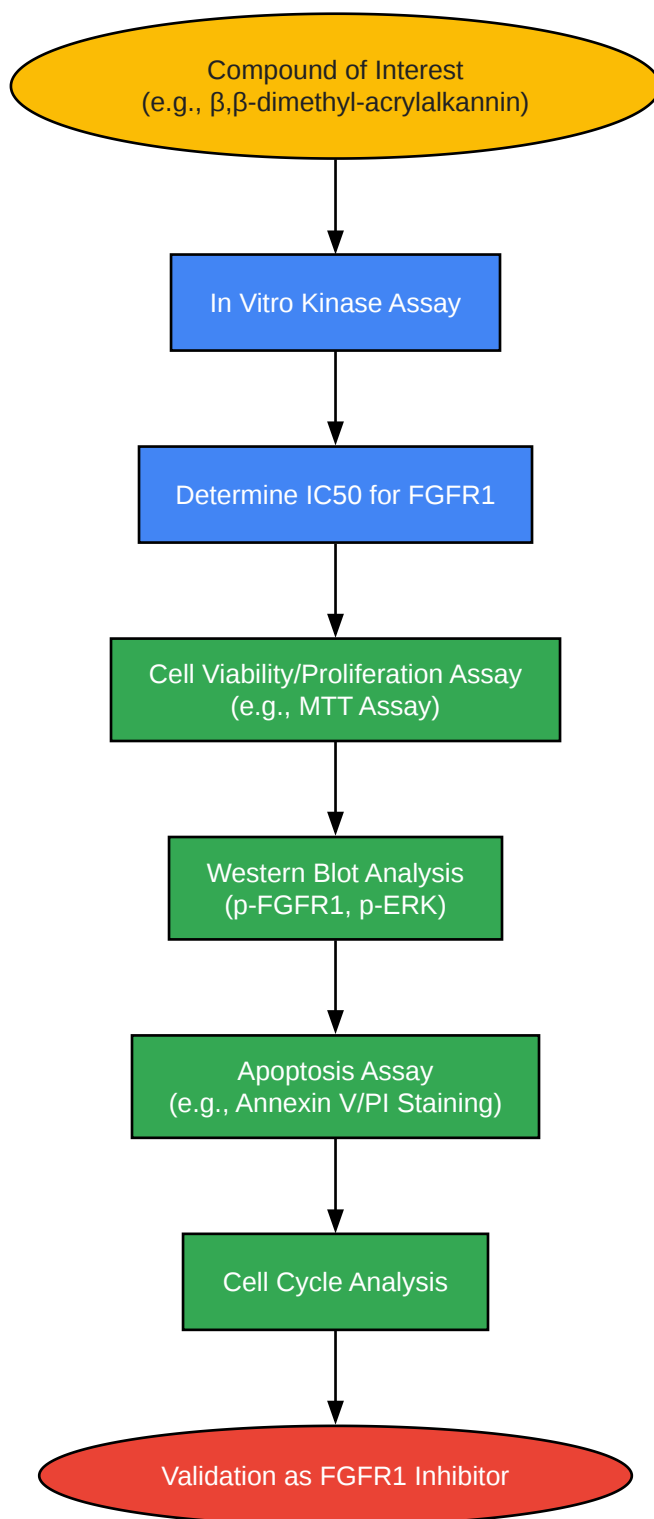 Compound of Interest
(e.g., β,β-dimethyl-acrylalkannin)
In Vitro Kinase Assay
Determine IC50 for FGFR1
Cell Viability/Proliferation Assay
(e.g., MTT Assay)
Western Blot Analysis
(p-FGFR1, p-ERK)
Apoptosis Assay
(e.g., Annexin V/PI Staining)
Cell Cycle Analysis
Validation as FGFR1 Inhibitor